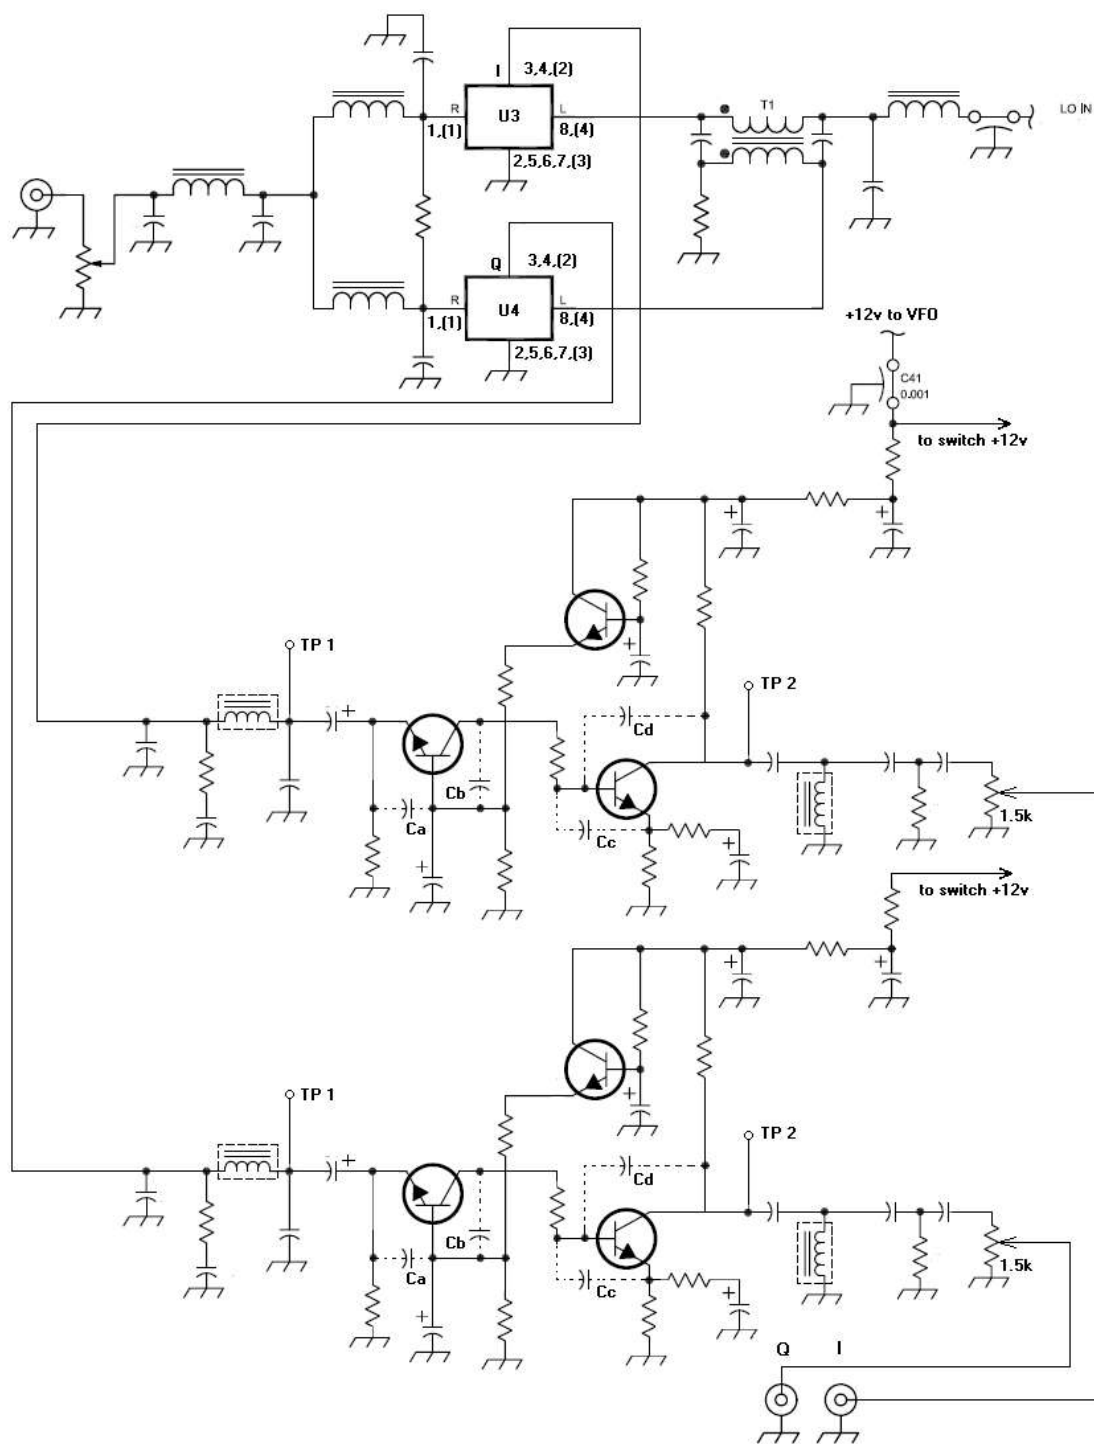 I
3,4,(2)
R
U3
L
1,(1)
8,(4)
2,5,6,7,(3)
T1
LO IN
Q
3,4,(2)
R
U4
L
1,(1)
8,(4)
2,5,6,7,(3)
+12v to VFO
C41
0.001
to switch +12v
+
+
TP 1
+
TP 2
+
Cd
Cb
Ca
Cc
+
+
1.5k
to switch +12v
+
+
TP 1
+
TP 2
+
Cd
Cb
Ca
Cc
+
+
1.5k
Q I